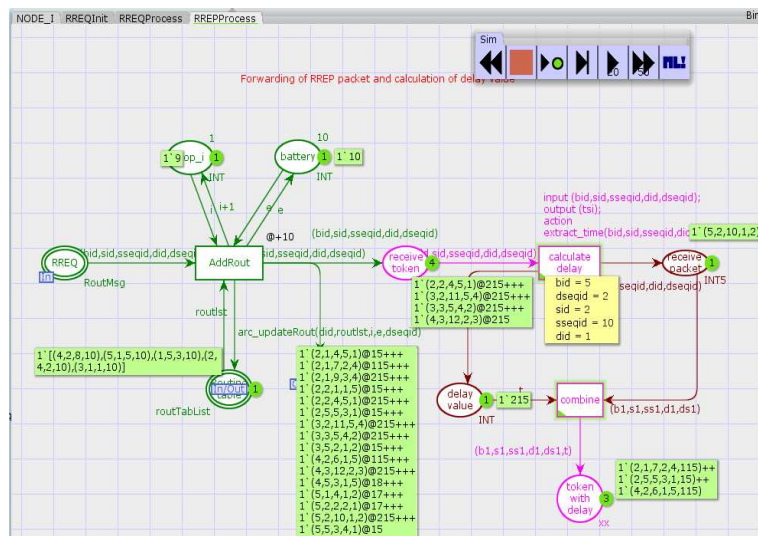 NODE_I RREQInit RREQProcess RREPProcess
Sim
20 50 ML!
Forwarding of RREP packet and calculation of delay value
1 10
1`9 op_i 1 battery 1 1`10
INT INT
i i+1 e e
input (bid,sid,sseqid,did,dseqid);
output (tsi);
action
extract_time(bid,sid,sseqid,did
1`(5,2,10,1,2)
@+10
(bid,sid,sseqid,did,dseqid)
RREQ
In
RoutMsg
AddRout
receive
token
4
calculate
delay
receive
packet
1
INT5
bid = 5
dseqid = 2
sid = 2
sseqid = 10
did = 1
1`(2,2,4,5,1)@215+++
1`(3,2,11,5,4)@215+++
1`(3,3,5,4,2)@215+++
1`(4,3,12,2,3)@215
routlst
arc_updateRout(did,routlst,i,e,dseqid)
1`[(4,2,8,10),(5,1,5,10),(1,5,3,10),(2,
4,2,10),(3,1,1,10)]
In/Out
table
1
routTabList
1`(2,1,4,5,1)@15+++
1`(2,1,7,2,4)@115+++
1`(2,1,9,3,4)@215+++
1`(2,2,1,1,5)@15+++
1`(2,2,4,5,1)@215+++
1`(2,5,5,3,1)@15+++
1`(3,2,11,5,4)@215+++
1`(3,3,5,4,2)@215+++
1`(3,5,2,1,2)@15+++
1`(4,2,6,1,5)@115+++
1`(4,3,12,2,3)@215+++
1`(4,5,3,1,5)@18+++
1`(5,1,4,1,2)@17+++
1`(5,2,2,2,1)@17+++
1`(5,2,10,1,2)@215+++
1`(5,5,3,4,1)@15
delay
value
1
1`215
INT
t
combine
(b1,s1,ss1,d1,ds1)
(b1,s1,ss1,d1,ds1,t)
token
with
delay
3
xx
1`(2,1,7,2,4,115)++
1`(2,5,5,3,1,15)++
1`(4,2,6,1,5,115)